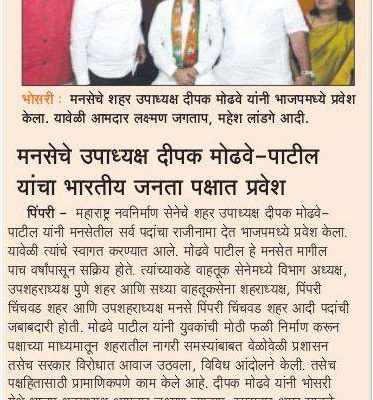 भोसरी : मनसेचे शहर उपाध्यक्ष दीपक मोढवे यांनी भाजपमध्ये प्रवेश
केला. यावेळी आमदार लक्ष्मण जगताप, महेश लांडगे आदी.
मनसेचे उपाध्यक्ष दीपक मोढवे-पाटील
यांचा भारतीय जनता पक्षात प्रवेश
पिंपरी - महाराष्ट्र नवनिर्माण सेनेचे शहर उपाध्यक्ष दीपक मोढवे-
पाटील यांनी मनसेतील सर्व पदांचा राजीनामा देत भाजपमध्ये प्रवेश केला.
यावेळी त्यांचे स्वागत करण्यात आले. मोढवे पाटील हे मनसेत मागील
पाच वर्षांपासून सक्रिय होते. त्यांच्याकडे वाहतूक सेनेमध्ये विभाग अध्यक्ष,
उपशहराध्यक्ष पुणे शहर आणि सध्या वाहतूकसेना शहराध्यक्ष, पिंपरी
चिंचवड शहर आणि उपशहराध्यक्ष मनसे पिंपरी चिंचवड शहर आदी पदांची
जबाबदारी होती. मोढवे पाटील यांनी युवकांची मोठी फळी निर्माण करून
पक्षाच्या माध्यमातून शहरातील नागरी समस्यांबाबत वेळोवेळी प्रशासन
तसेच सरकार विरोधात आवाज उठवला, विविध आंदोलने केली. तसेच
पक्षहितासाठी प्रामाणिकपणे काम केले आहे. दीपक मोढवे यांनी भोसरी